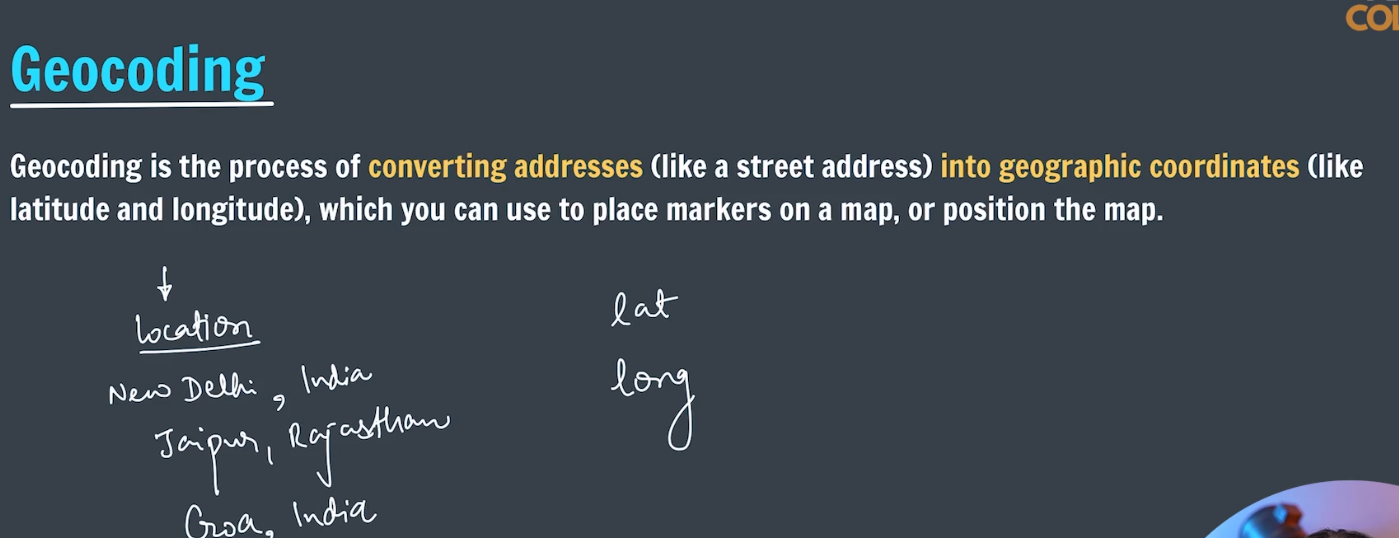 COL
Geocoding
Geocoding is the process of converting addresses (like a street address) into geographic coordinates (like
latitude and longitude), which you can use to place markers on a map, or position the map.
location
New Delhi, India
Jaipur, Rajasthan
Goa, India
lat
long